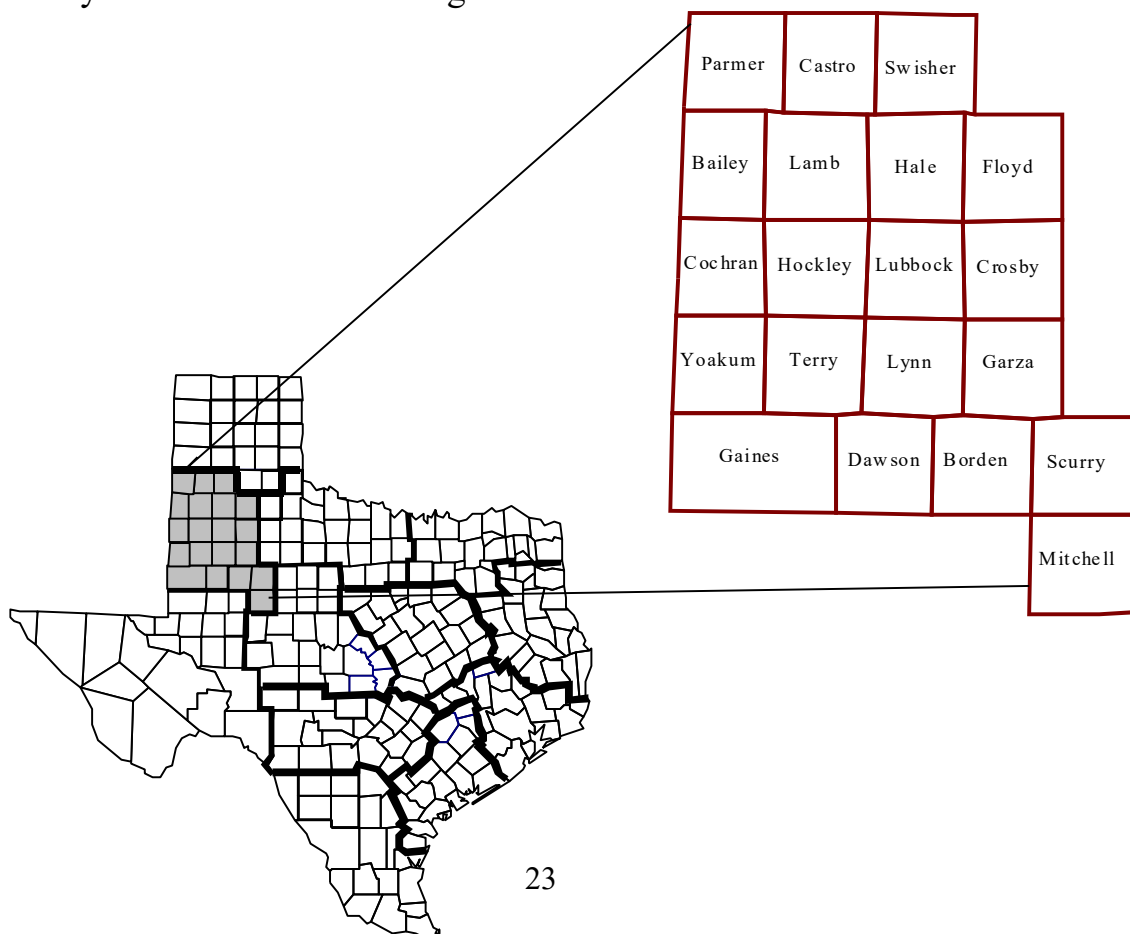 Parmer Castro Swisher
Bailey Lamb Hale Floyd
Cochran Hockley Lubbock Crosby
Yoakum Terry Lynn Garza
Gaines Dawson Borden Scurry
Mitchell
23